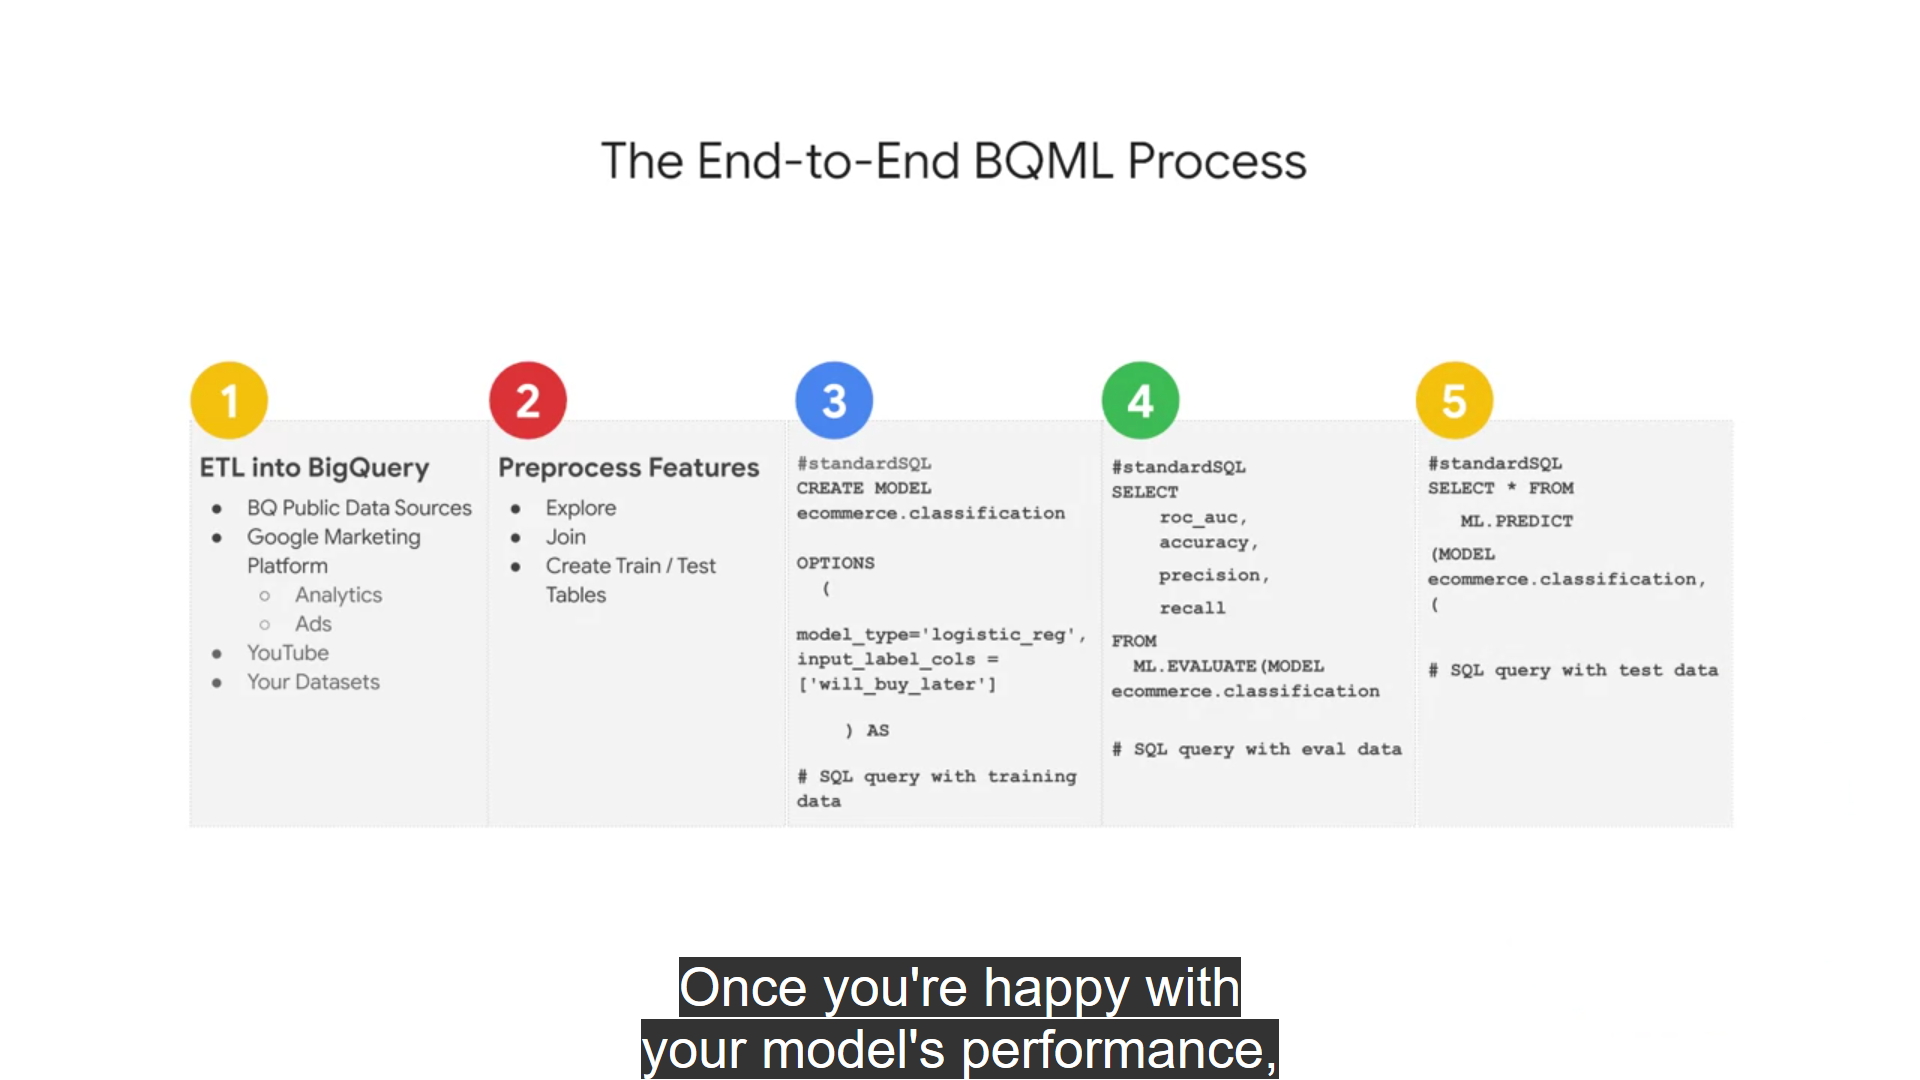 The End-to-End BQML Process
1
ETL into BigQuery
● BQ Public Data Sources
● Google Marketing
Platform
○ Analytics
○ Ads
● YouTube
● Your Datasets
2
Preprocess Features
● Explore
● Join
● Create Train / Test
Tables
3
#standardSQL
CREATE MODEL
ecommerce.classification
OPTIONS
(
model_type='logistic_reg',
input_label_cols =
['will_buy_later']
) AS
# SQL query with training
data
4
#standardSQL
SELECT
roc_auc,
accuracy,
precision,
recall
FROM
ML.EVALUATE(MODEL
ecommerce.classification
# SQL query with eval data
5
#standardSQL
SELECT * FROM
ML.PREDICT
(MODEL
ecommerce.classification,
(
# SQL query with test data
Once you're happy with
your model's performance,